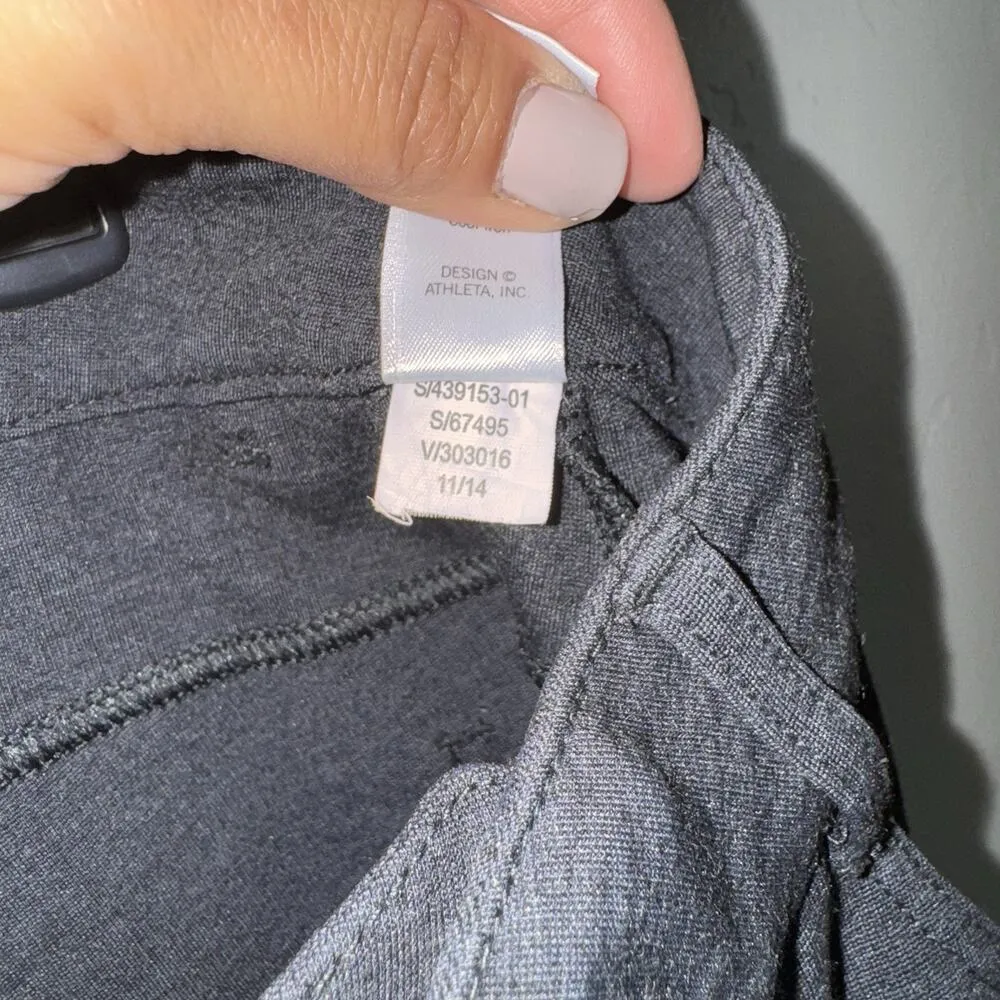 DESIGN ©
ATHLETA, INC.
S/439153-01
S/67495
V/303016
11/14